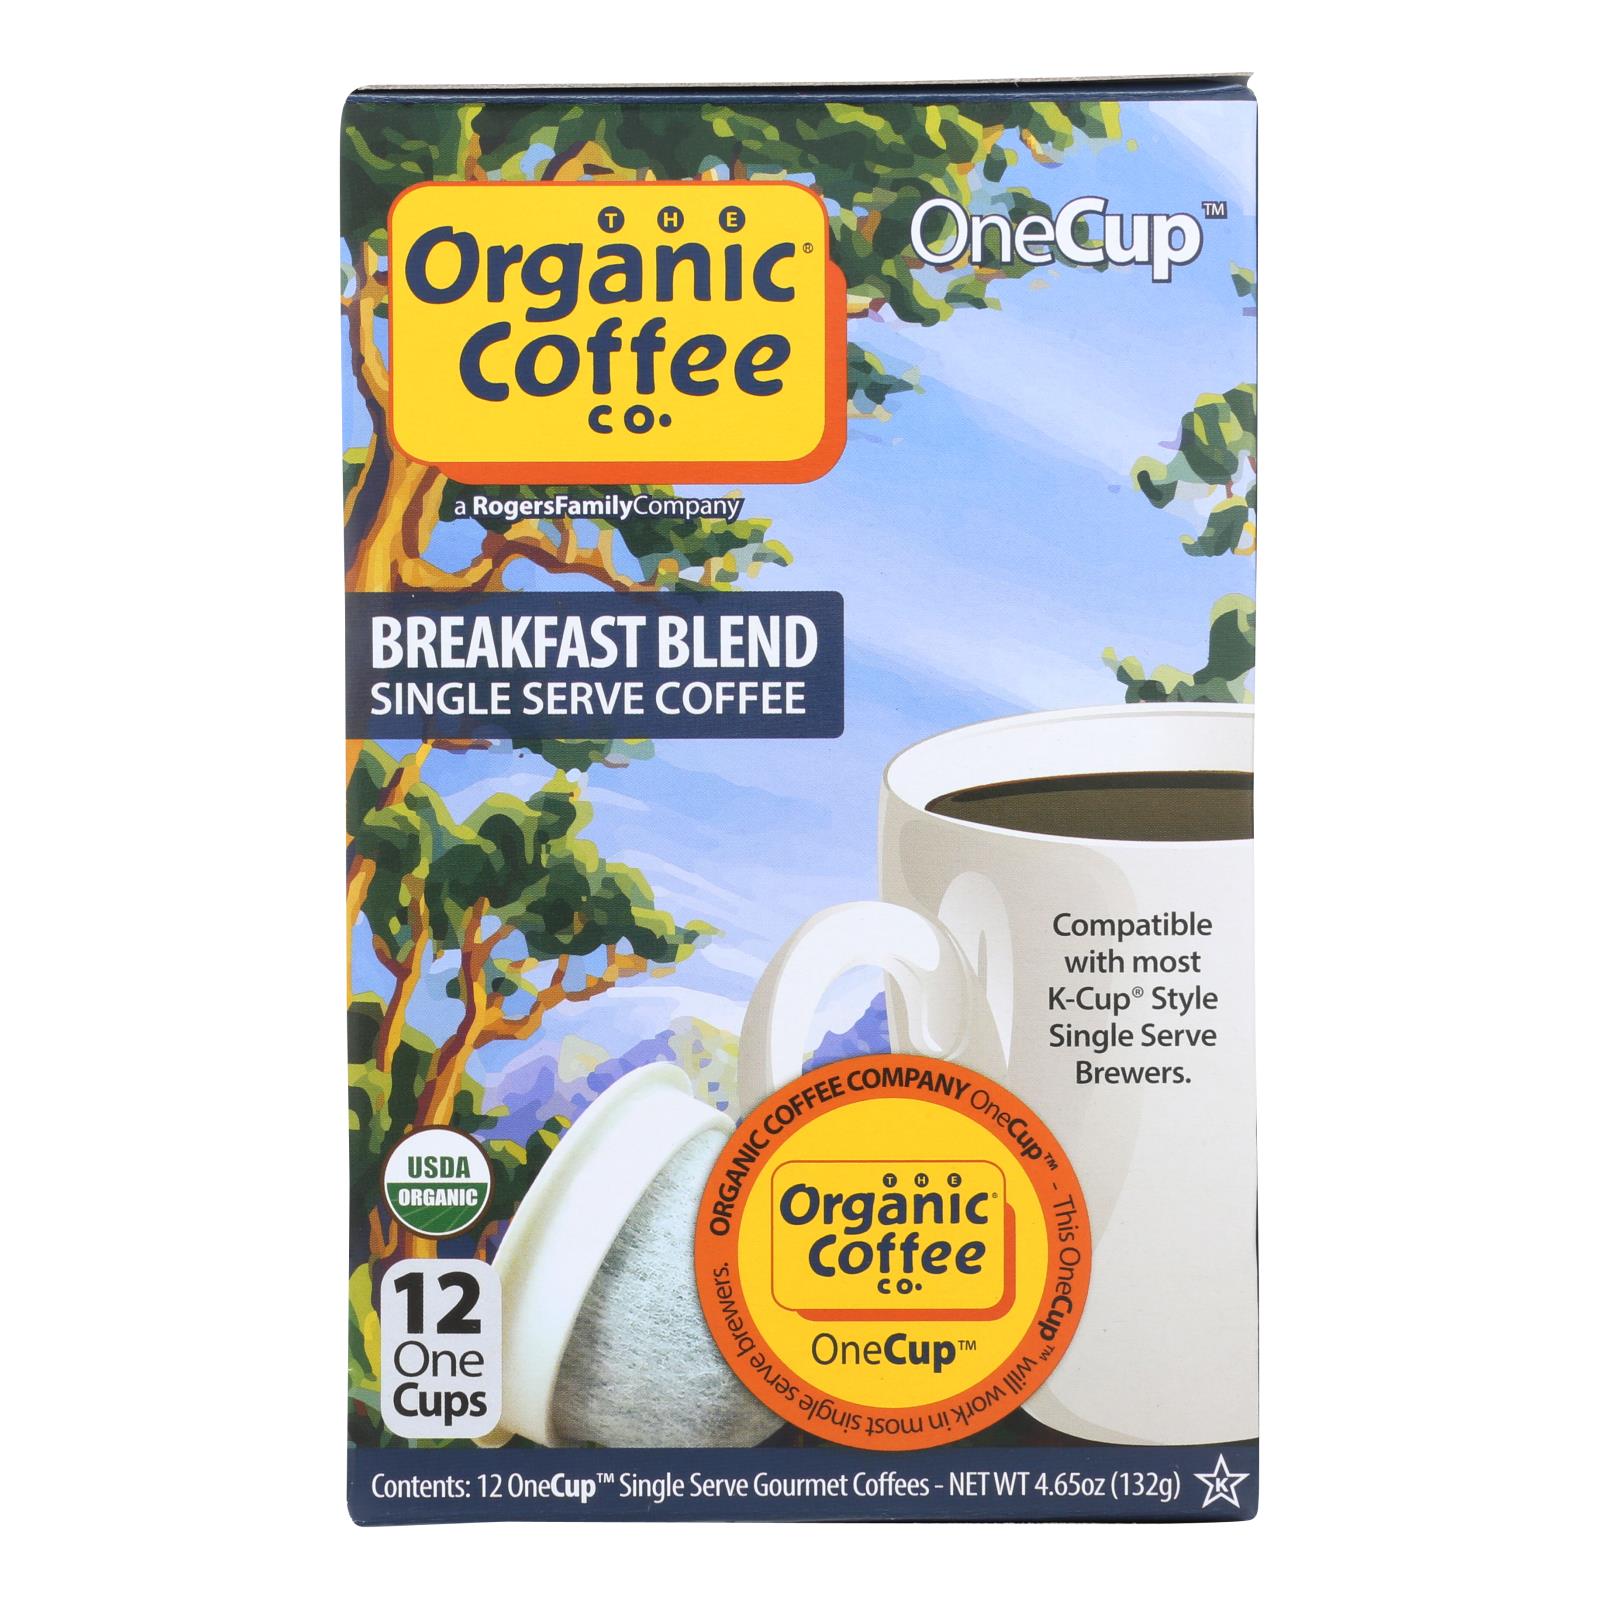 THE
Organic®
Coffee
CO.
a RogersFamilyCompany
OneCup™
BREAKFAST BLEND
SINGLE SERVE COFFEE
Compatible
with most
K-Cup® Style
Single Serve
Brewers.
USDA
ORGANIC
12
One
Cups
ORGANIC COFFEE COMPANY OneCup™ - This OneCup™ will work in most single serve brewers.
THE
Organic®
Coffee
CO.
OneCup™
Contents: 12 OneCup™ Single Serve Gourmet Coffees - NET WT 4.65oz (132g)
K